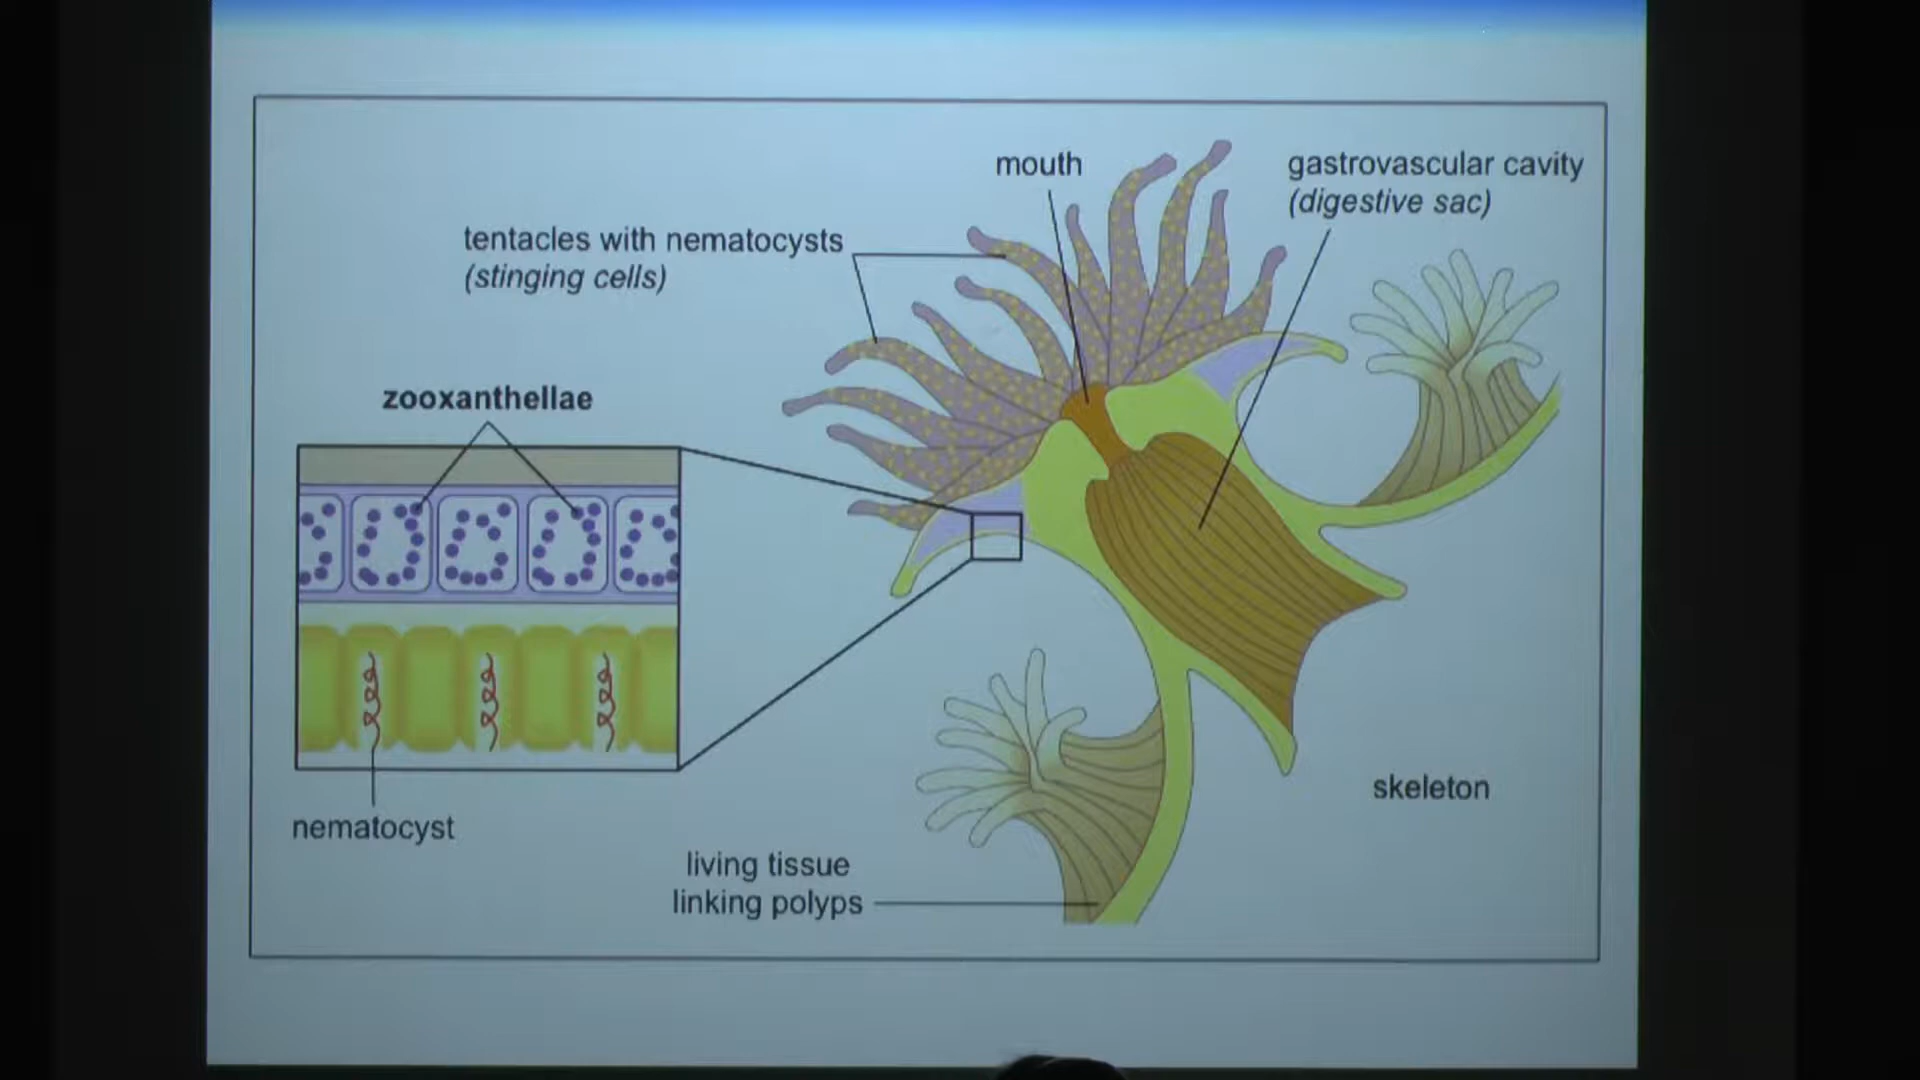 mouth
gastrovascular cavity
(digestive sac)
tentacles with nematocysts
(stinging cells)
zooxanthellae
nematocyst
living tissue
linking polyps
skeleton